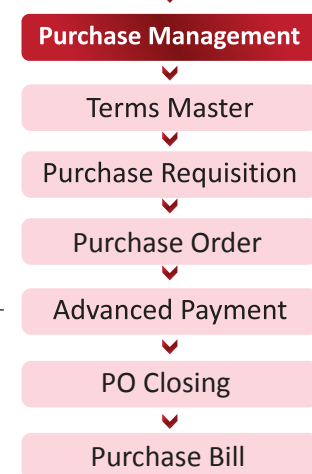 Purchase Management
Terms Master
Purchase Requisition
Purchase Order
Advanced Payment
PO Closing
Purchase Bill